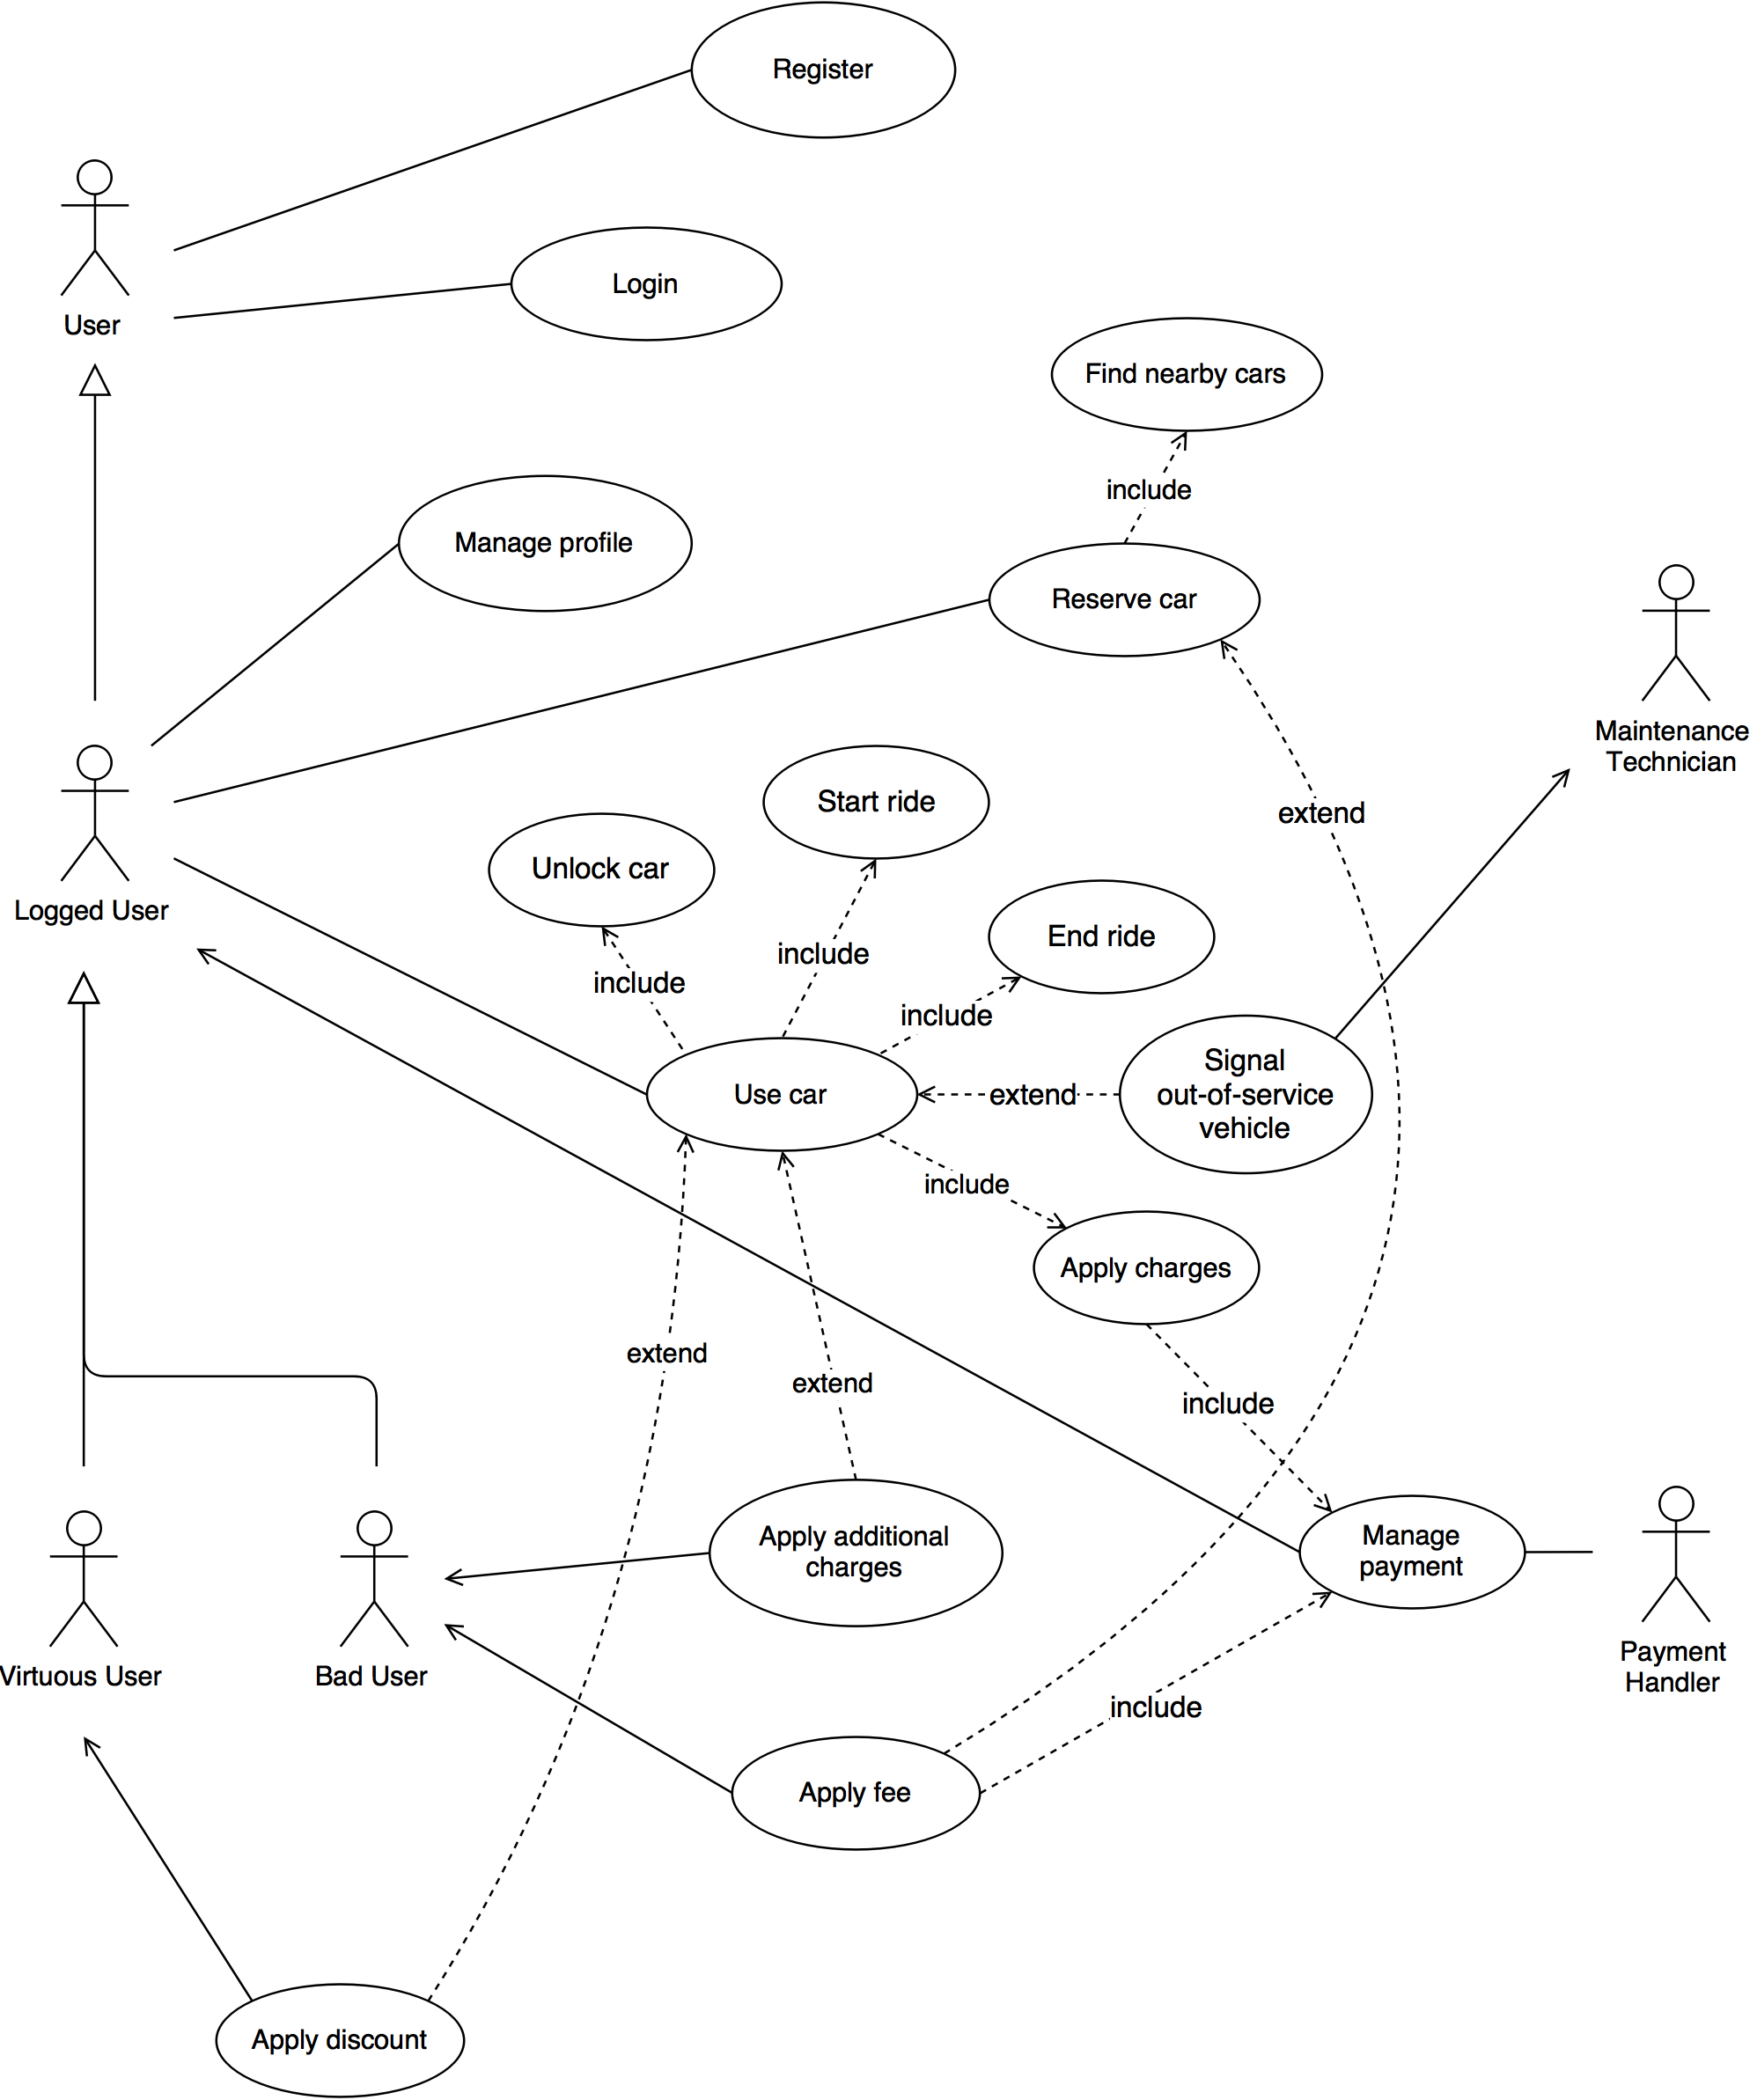 Register
Login
User
Find nearby cars
include
Manage profile
Reserve car
Maintenance
Technician
Start ride
extend
Unlock car
Logged User
End ride
include
include
include
Signal
out-of-service
vehicle
Use car
extend
include
Apply charges
extend
extend
include
Apply additional
charges
Manage
payment
Virtuous User
Bad User
Payment
Handler
include
Apply fee
Apply discount